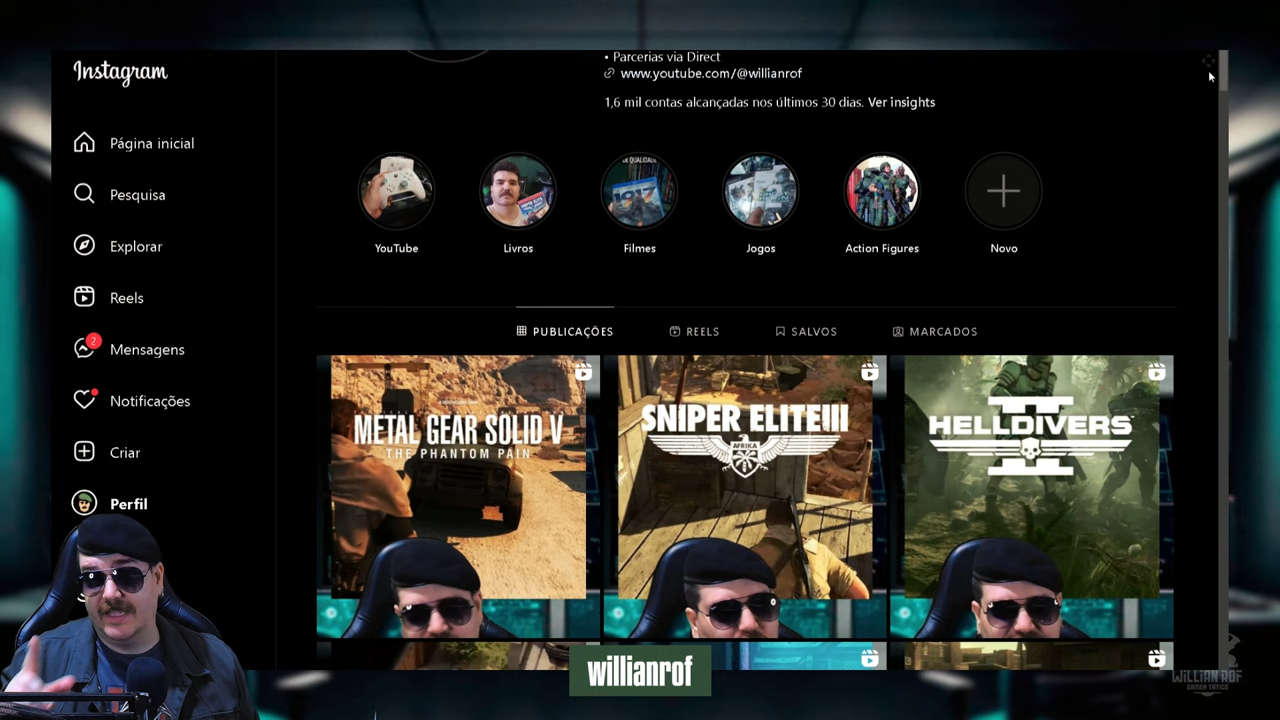 Instagram
• Parcerias via Direct
www.youtube.com/@willianrof
1,6 mil contas alcançadas nos últimos 30 dias. Ver insights
Página inicial
Pesquisa
Explorar
Reels
2
Mensagens
Notificações
Criar
Perfil
YouTube
Livros
Filmes
Jogos
Action Figures
Novo
PUBLICAÇÕES
REELS
SALVOS
MARCADOS
METAL GEAR SOLID V
THE PHANTOM PAIN
SNIPER ELITE III
AFRIKA
HELLDIVERS
II
willianrof
WILLIAN ROF
GAMER TÁTICO